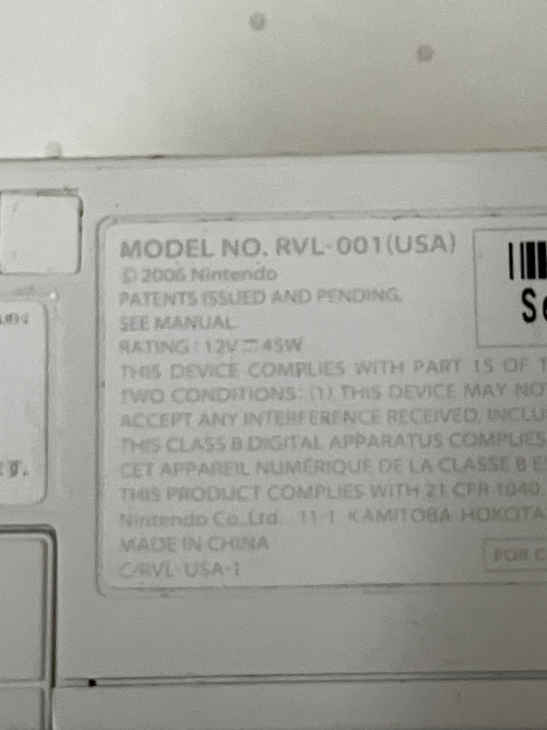 MODEL NO. RVL-001(USA)
© 2006 Nintendo
PATENTS ISSUED AND PENDING.
SEE MANUAL
RATING : 12V ⎓ 45W
THIS DEVICE COMPLIES WITH PART 15 OF T
TWO CONDITIONS: (1) THIS DEVICE MAY NO
ACCEPT ANY INTERFERENCE RECEIVED, INCLU
THIS CLASS B DIGITAL APPARATUS COMPLIES
CET APPAREIL NUMÉRIQUE DE LA CLASSE B E
THIS PRODUCT COMPLIES WITH 21 CFR 1040.
Nintendo Co.,Ltd. 11-1 KAMITOBA HOKOTA
MADE IN CHINA
C/RVL-USA-1
FOR C
Se